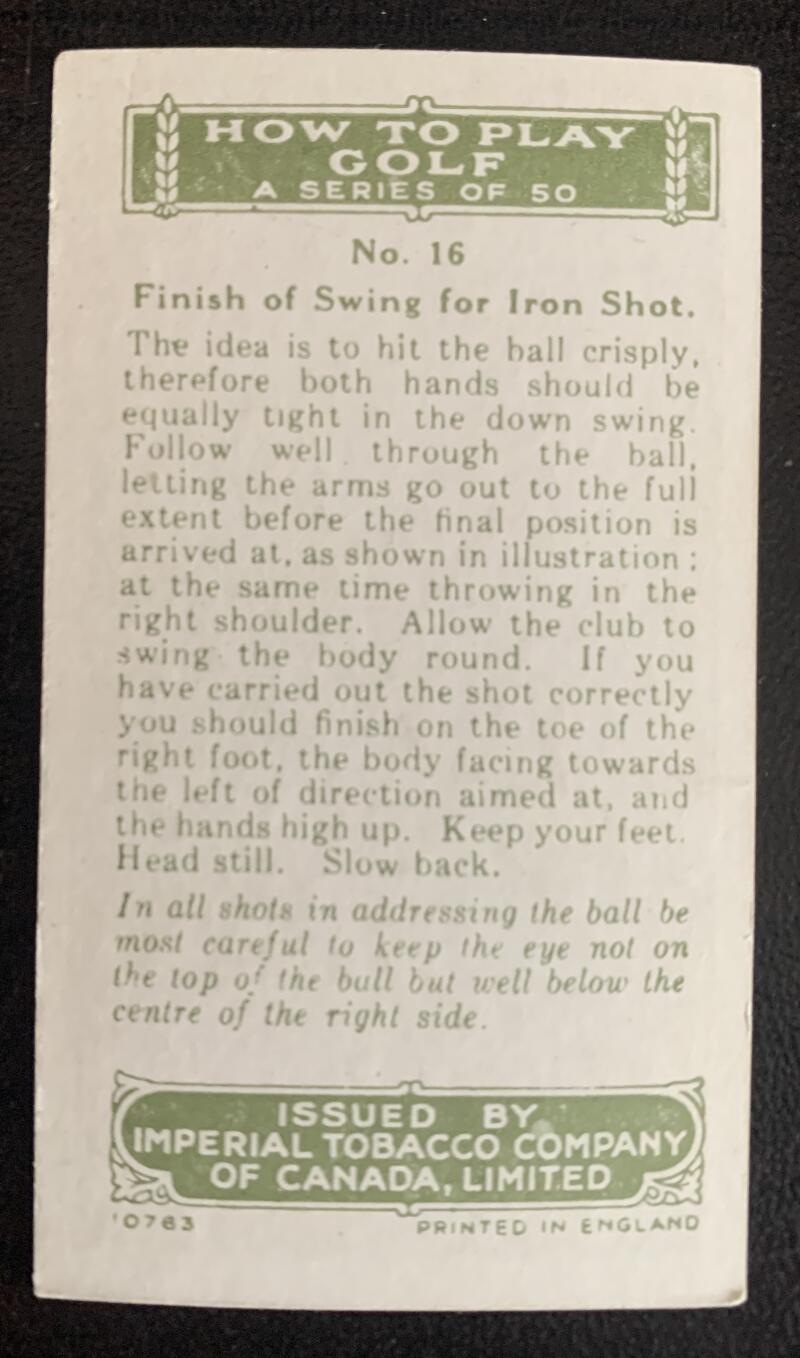 HOW TO PLAY
GOLF
A SERIES OF 50
No. 16
Finish of Swing for Iron Shot.
The idea is to hit the ball crisply,
therefore both hands should be
equally tight in the down swing.
Follow well through the ball,
letting the arms go out to the full
extent before the final position is
arrived at, as shown in illustration :
at the same time throwing in the
right shoulder. Allow the club to
swing the body round. If you
have carried out the shot correctly
you should finish on the toe of the
right foot, the body facing towards
the left of direction aimed at, and
the hands high up. Keep your feet.
Head still. Slow back.
In all shots in addressing the ball be
most careful to keep the eye not on
the top of the ball but well below the
centre of the right side.
ISSUED BY
IMPERIAL TOBACCO COMPANY
OF CANADA, LIMITED
'0763 PRINTED IN ENGLAND